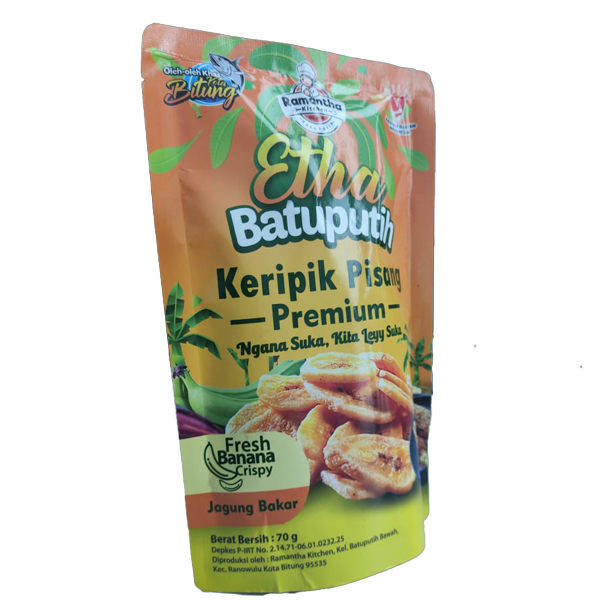 Oleh-oleh Kh
Kota
Bitung
Ramantha
Kitchen
Etha
Batuputih
Keripik Pisang
Premium
Ngana Suka, Kita Leyy Suka
Fresh
Banana
Crispy
Jagung Bakar
Berat Bersih : 70 g
Depkes P-IRT No. 2.14.71-06.01.0232.25
Diproduksi oleh : Ramantha Kitchen, Kel. Batuputih Bawah,
Kec. Ranowulu Kota Bitung 95535